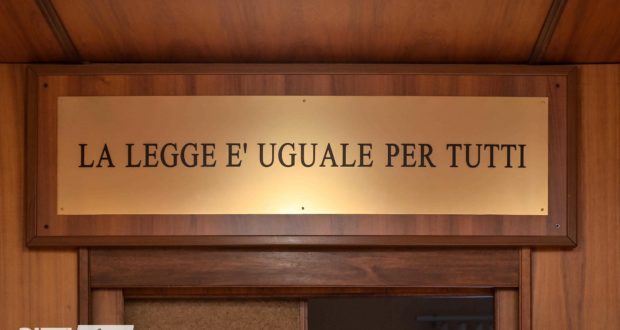 LA LEGGE E' UGUALE PER TUTTI